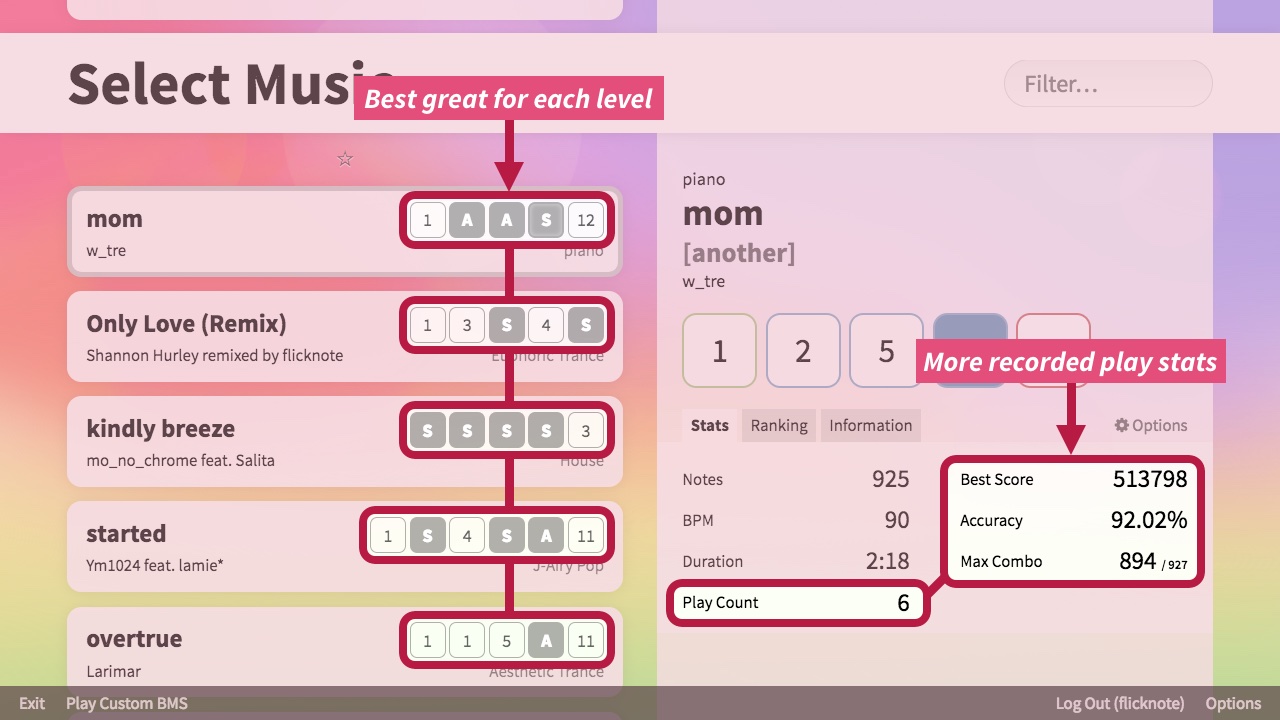 Select Music
Filter…
Best great for each level
☆
mom
1 A A S 12
w_tre
piano
Only Love (Remix)
1 3 S 4 S
Shannon Hurley remixed by flicknote
Euphoric Trance
kindly breeze
S S S S 3
mo_no_chrome feat. Salita
House
started
1 S 4 S A 11
Ym1024 feat. lamie*
J-Airy Pop
overtrue
1 1 5 A 11
Larimar
Aesthetic Trance
piano
mom
[another]
w_tre
1 2 5
More recorded play stats
Stats Ranking Information Options
Notes 925
BPM 90
Duration 2:18
Play Count 6
Best Score 513798
Accuracy 92.02%
Max Combo 894 / 927
Exit Play Custom BMS Log Out (flicknote) Options